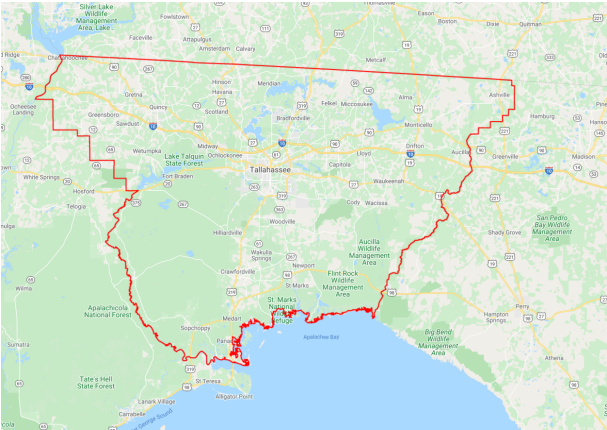 Silver Lake
Wildlife
Management
Area, Lake...
Fowlstown
Eason
Boston
Dixie
Quitman
Faceville
Attapulgus
Amsterdam
Calvary
Metcalf
Hinson
Havana
Meridian
Concord
Felkel
Miccosukee
Alma
Ashville
Gretna
Quincy
Ocheesee
Landing
Greensboro
Sawdust
Bradfordville
Monticello
Hamburg
Hanson
Midway
Wetumpka
Lake Talquin
State Forest
Ochlockonee
Lloyd
Drifton
Aucilla
Greenville
Madison
Capitola
Tallahassee
White Springs
Fort Braden
Waukeenah
Hosford
Telogia
Cody
Wacissa
Woodville
San Pedro
Bay Wildlife
Management
Area
Hilliardville
Shady Grove
Aucilla
Wildlife
Management
Area
Wakulla
Springs
Newport
Crawfordville
Flint Rock
Wildlife
Management
Area
St. Marks
Wilma
St. Marks
National
Wildlife
Refuge
Apalachicola
National Forest
Medart
Perry
Hampton
Springs
Sopchoppy
Apalachee Bay
Big Bend
Wildlife
Management
Area
Sumatra
Athena
Tate's Hell
State Forest
St Teresa
Lanark Village
Alligator Point
Carrabelle